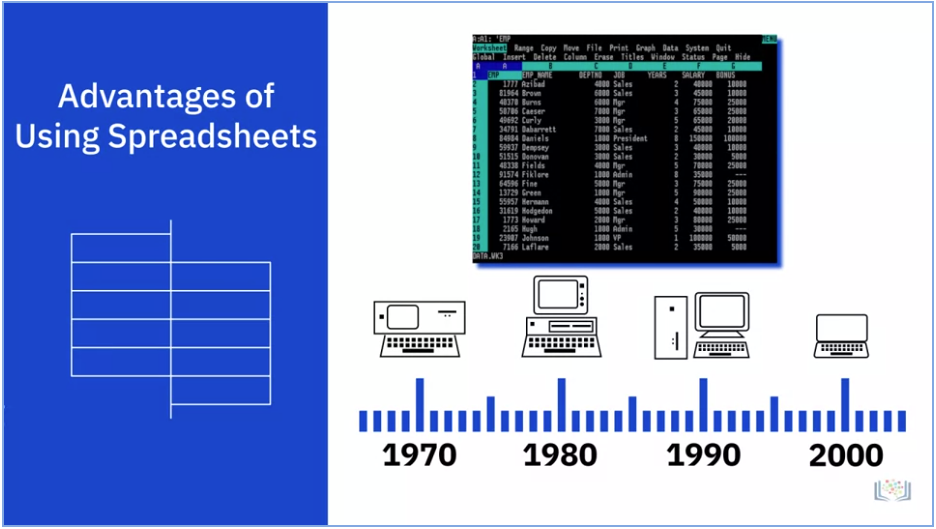 Advantages of
Using Spreadsheets
A:A1: 'EMP MENU
Worksheet Range Copy Move File Print Graph Data System Quit
Global Insert Delete Column Erase Titles Window Status Page Hide
A A B C D E F G
1 EMP EMP_NAME DEPTNO JOB YEARS SALARY BONUS
2 1777 Azibad 4000 Sales 2 40000 10000
3 81964 Brown 6000 Sales 3 45000 10000
4 40370 Burns 6000 Mgr 4 75000 25000
5 50706 Caeser 7000 Mgr 3 65000 25000
6 49692 Curly 3000 Mgr 5 65000 20000
7 34791 Dabarrett 7000 Sales 2 45000 10000
8 84984 Daniels 1000 President 8 150000 100000
9 59937 Dempsey 3000 Sales 3 40000 10000
10 51515 Donovan 3000 Sales 2 30000 5000
11 48338 Fields 4000 Mgr 5 70000 25000
12 91574 Fiklore 1000 Admin 8 35000 ---
13 64596 Fine 5000 Mgr 3 75000 25000
14 13729 Green 1000 Mgr 5 90000 25000
15 55957 Hermann 4000 Sales 4 50000 10000
16 31619 Hodgedon 5000 Sales 2 40000 10000
17 1773 Howard 2000 Mgr 3 80000 25000
18 2165 Hugh 1000 Admin 5 30000 ---
19 23907 Johnson 1000 VP 1 100000 50000
20 7166 Laflare 2000 Sales 2 35000 5000
DATA.WK3
1970 1980 1990 2000